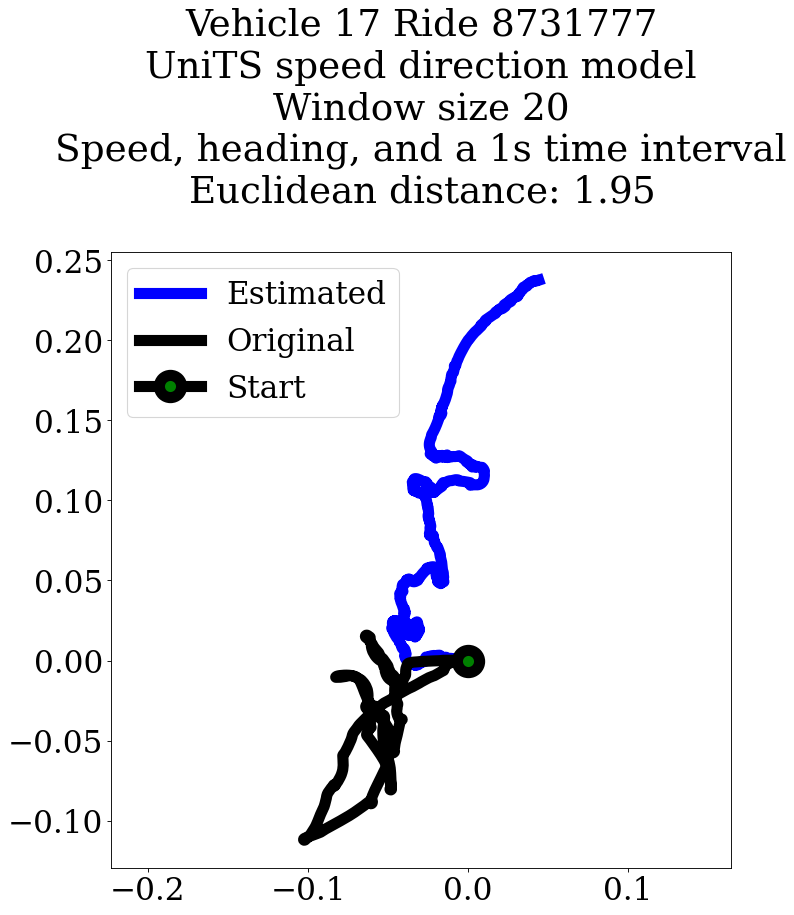 Vehicle 17 Ride 8731777
UniTS speed direction model
Window size 20
Speed, heading, and a 1s time interval
Euclidean distance: 1.95
Estimated
Original
Start
0.25
0.20
0.15
0.10
0.05
0.00
−0.05
−0.10
−0.2 −0.1 0.0 0.1